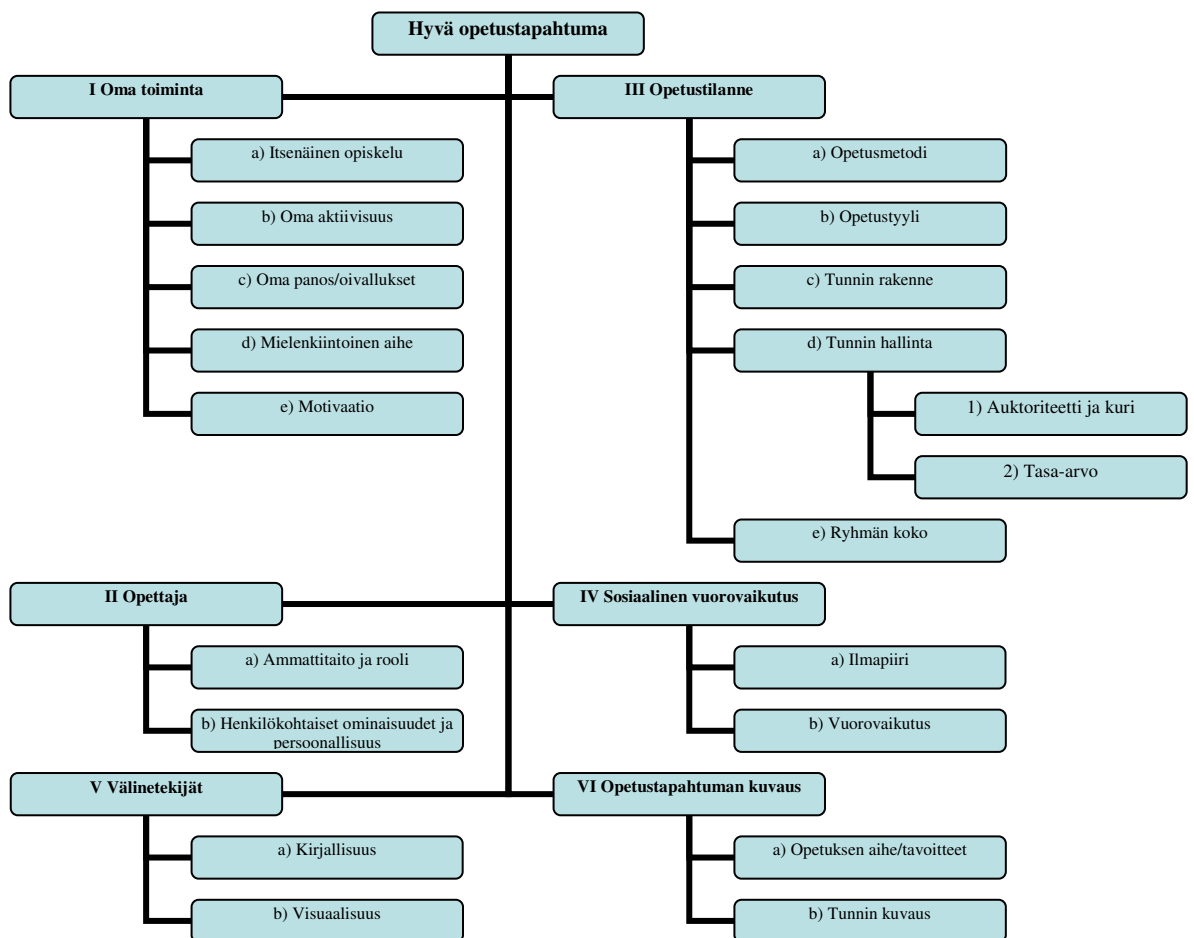 Hyvä opetustapahtuma
I Oma toiminta
a) Itsenäinen opiskelu
b) Oma aktiivisuus
c) Oma panos/oivallukset
d) Mielenkiintoinen aihe
e) Motivaatio
III Opetustilanne
a) Opetusmetodi
b) Opetustyyli
c) Tunnin rakenne
d) Tunnin hallinta
1) Auktoriteetti ja kuri
2) Tasa-arvo
e) Ryhmän koko
II Opettaja
a) Ammattitaito ja rooli
b) Henkilökohtaiset ominaisuudet ja
persoonallisuus
IV Sosiaalinen vuorovaikutus
a) Ilmapiiri
b) Vuorovaikutus
V Välinetekijät
a) Kirjallisuus
b) Visuaalisuus
VI Opetustapahtuman kuvaus
a) Opetuksen aihe/tavoitteet
b) Tunnin kuvaus